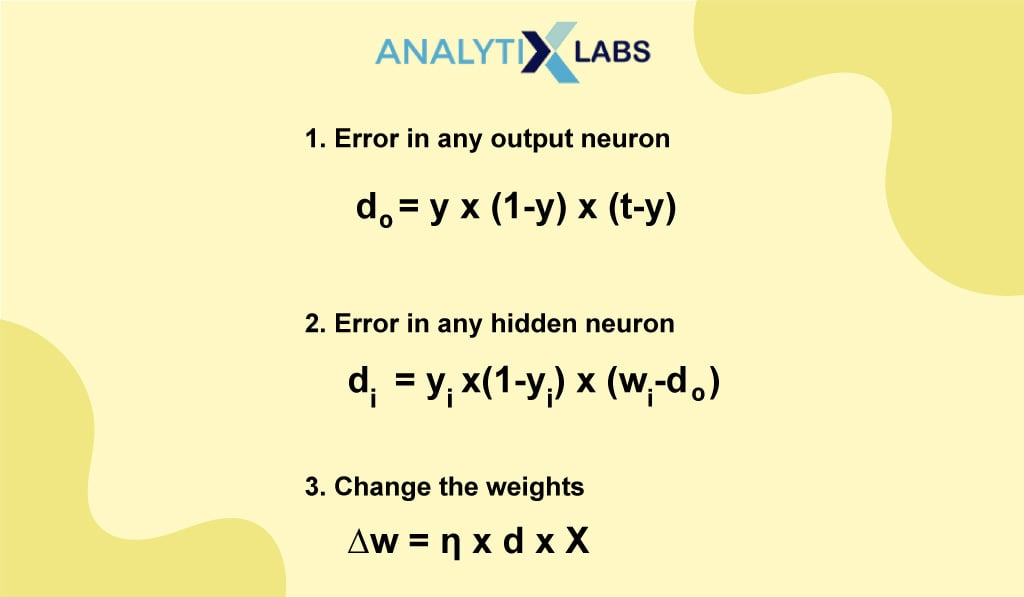 ANALYTIX LABS
1. Error in any output neuron
dₒ = y x (1-y) x (t-y)
2. Error in any hidden neuron
dᵢ = yᵢ x(1-yᵢ) x (wᵢ-dₒ)
3. Change the weights
∆w = η x d x X